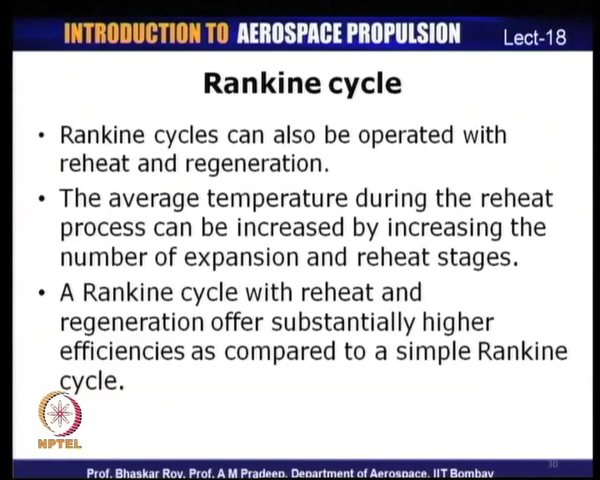 INTRODUCTION TO AEROSPACE PROPULSION Lect-18
Rankine cycle
• Rankine cycles can also be operated with
reheat and regeneration.
• The average temperature during the reheat
process can be increased by increasing the
number of expansion and reheat stages.
• A Rankine cycle with reheat and
regeneration offer substantially higher
efficiencies as compared to a simple Rankine
cycle.
NPTEL
30
Prof. Bhaskar Roy, Prof. A M Pradeep, Department of Aerospace, IIT Bombay